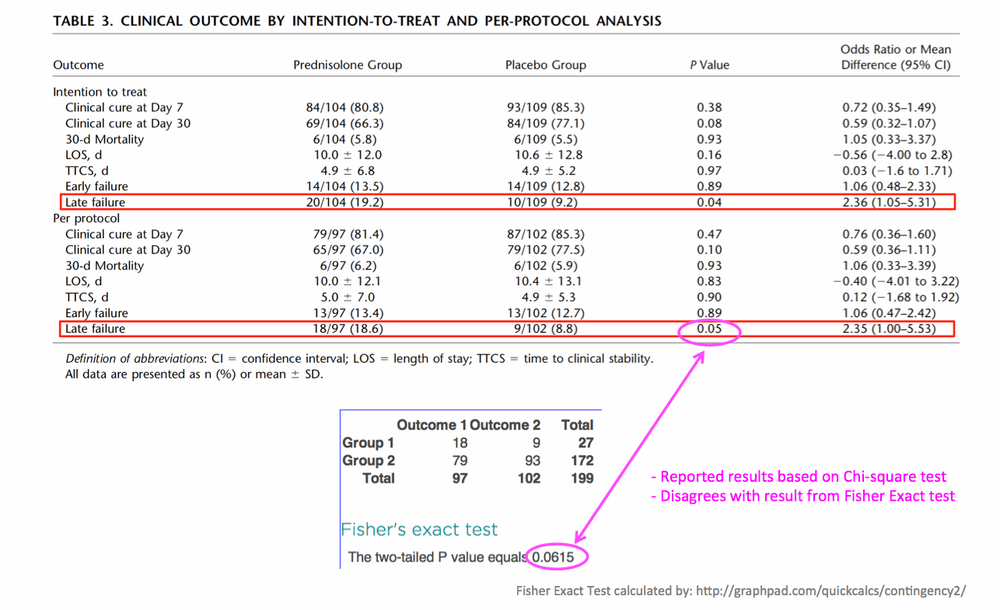 TABLE 3. CLINICAL OUTCOME BY INTENTION-TO-TREAT AND PER-PROTOCOL ANALYSIS
Odds Ratio or Mean
Outcome Prednisolone Group Placebo Group P Value Difference (95% CI)
Intention to treat
Clinical cure at Day 7 84/104 (80.8) 93/109 (85.3) 0.38 0.72 (0.35–1.49)
Clinical cure at Day 30 69/104 (66.3) 84/109 (77.1) 0.08 0.59 (0.32–1.07)
30-d Mortality 6/104 (5.8) 6/109 (5.5) 0.93 1.05 (0.33–3.37)
LOS, d 10.0 ± 12.0 10.6 ± 12.8 0.16 −0.56 (−4.00 to 2.8)
TTCS, d 4.9 ± 6.8 4.9 ± 5.2 0.97 0.03 (−1.6 to 1.71)
Early failure 14/104 (13.5) 14/109 (12.8) 0.89 1.06 (0.48–2.33)
Late failure 20/104 (19.2) 10/109 (9.2) 0.04 2.36 (1.05–5.31)
Per protocol
Clinical cure at Day 7 79/97 (81.4) 87/102 (85.3) 0.47 0.76 (0.36–1.60)
Clinical cure at Day 30 65/97 (67.0) 79/102 (77.5) 0.10 0.59 (0.36–1.11)
30-d Mortality 6/97 (6.2) 6/102 (5.9) 0.93 1.06 (0.33–3.39)
LOS, d 10.0 ± 12.1 10.4 ± 13.1 0.83 −0.40 (−4.01 to 3.22)
TTCS, d 5.0 ± 7.0 4.9 ± 5.3 0.90 0.12 (−1.68 to 1.92)
Early failure 13/97 (13.4) 13/102 (12.7) 0.89 1.06 (0.47–2.42)
Late failure 18/97 (18.6) 9/102 (8.8) 0.05 2.35 (1.00–5.53)
Definition of abbreviations: CI = confidence interval; LOS = length of stay; TTCS = time to clinical stability.
All data are presented as n (%) or mean ± SD.
Outcome 1 Outcome 2 Total
Group 1 18 9 27
Group 2 79 93 172
Total 97 102 199
- Reported results based on Chi-square test
- Disagrees with result from Fisher Exact test
Fisher's exact test
The two-tailed P value equals 0.0615
Fisher Exact Test calculated by: http://graphpad.com/quickcalcs/contingency2/